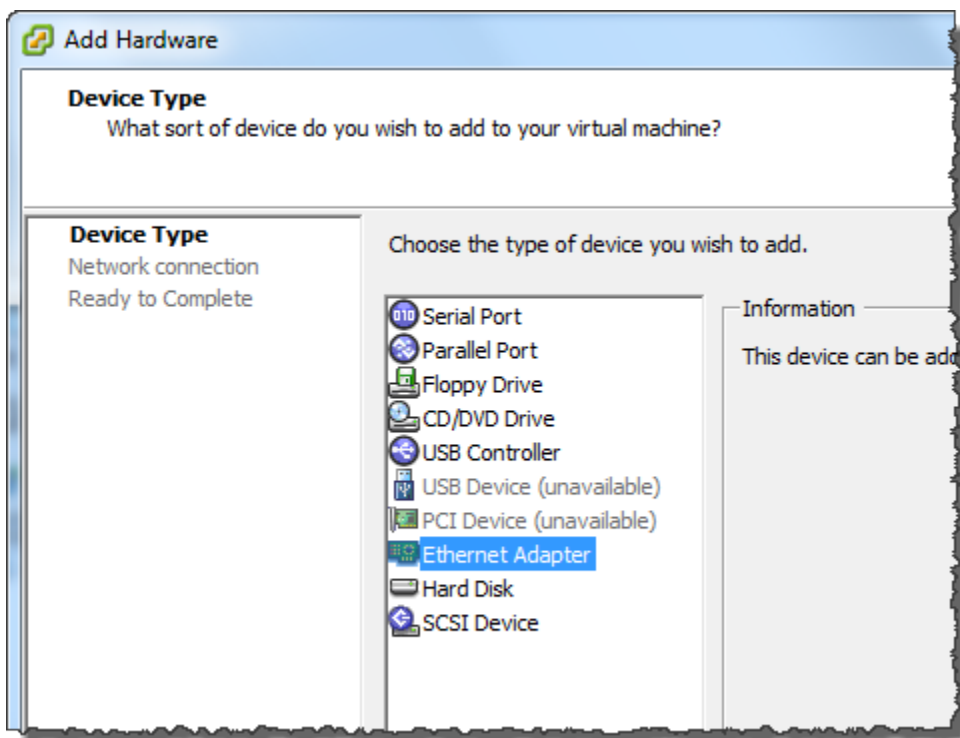 Add Hardware
Device Type
What sort of device do you wish to add to your virtual machine?
Device Type
Network connection
Ready to Complete
Choose the type of device you wish to add.
Serial Port
Parallel Port
Floppy Drive
CD/DVD Drive
USB Controller
USB Device (unavailable)
PCI Device (unavailable)
Ethernet Adapter
Hard Disk
SCSI Device
Information
This device can be